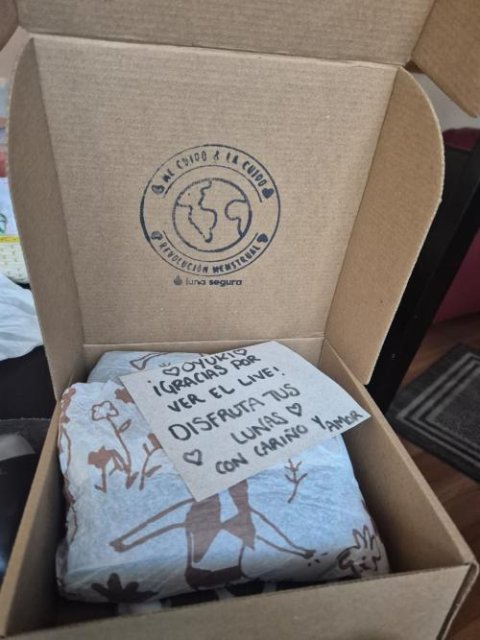 ME CUIDO & LA CUIDO
REVOLUCIÓN MENSTRUAL
luna segura
♡OYUKI♡
¡GRACIAS POR
VER EL LIVE!
DISFRUTA TUS
LUNAS ♡
♡ CON CARIÑO Y AMOR